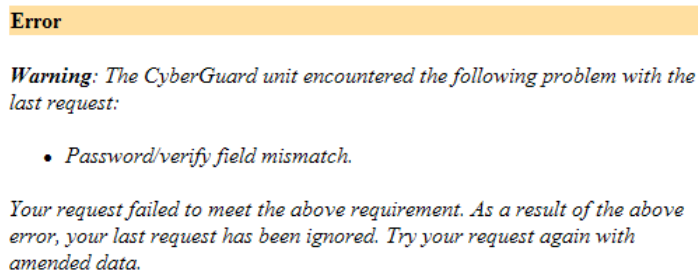 Error
Warning: The CyberGuard unit encountered the following problem with the
last request:
• Password/verify field mismatch.
Your request failed to meet the above requirement. As a result of the above
error, your last request has been ignored. Try your request again with
amended data.